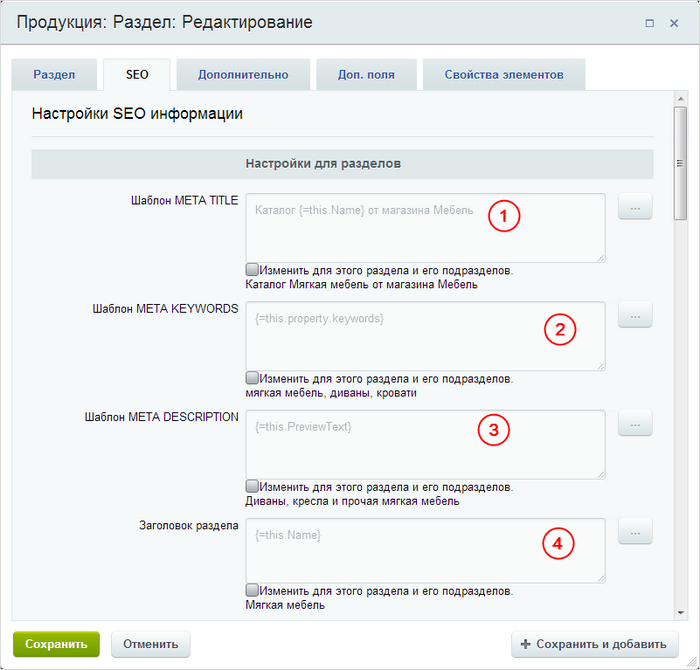 Продукция: Раздел: Редактирование
Раздел SEO Дополнительно Доп. поля Свойства элементов
Настройки SEO информации
Настройки для разделов
Шаблон META TITLE Каталог {=this.Name} от магазина Мебель 1 ...
Изменить для этого раздела и его подразделов.
Каталог Мягкая мебель от магазина Мебель
Шаблон META KEYWORDS {=this.property.keywords} 2 ...
Изменить для этого раздела и его подразделов.
мягкая мебель, диваны, кровати
Шаблон META DESCRIPTION {=this.PreviewText} 3 ...
Изменить для этого раздела и его подразделов.
Диваны, кресла и прочая мягкая мебель
Заголовок раздела {=this.Name} 4 ...
Изменить для этого раздела и его подразделов.
Мягкая мебель
Сохранить Отменить + Сохранить и добавить